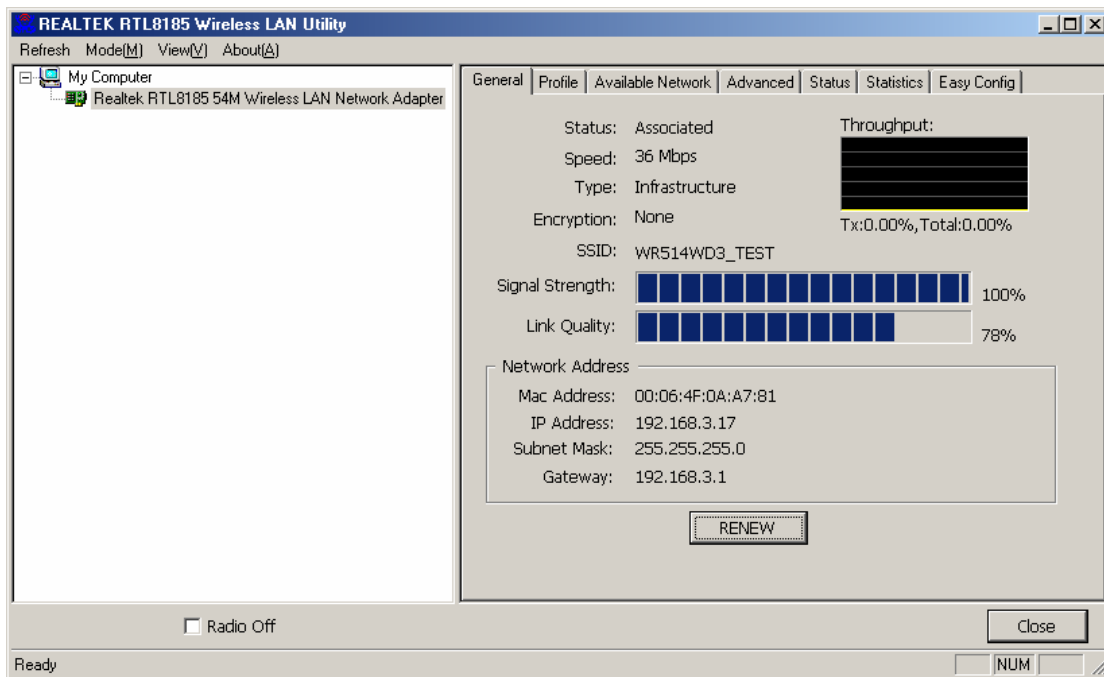 REALTEK RTL8185 Wireless LAN Utility
Refresh Mode(M) View(V) About(A)
My Computer
Realtek RTL8185 54M Wireless LAN Network Adapter
General Profile Available Network Advanced Status Statistics Easy Config
Status: Associated
Speed: 36 Mbps
Type: Infrastructure
Encryption: None
SSID: WR514WD3_TEST
Throughput:
Tx:0.00%,Total:0.00%
Signal Strength: 100%
Link Quality: 78%
Network Address
Mac Address: 00:06:4F:0A:A7:81
IP Address: 192.168.3.17
Subnet Mask: 255.255.255.0
Gateway: 192.168.3.1
RENEW
Radio Off
Close
Ready
NUM